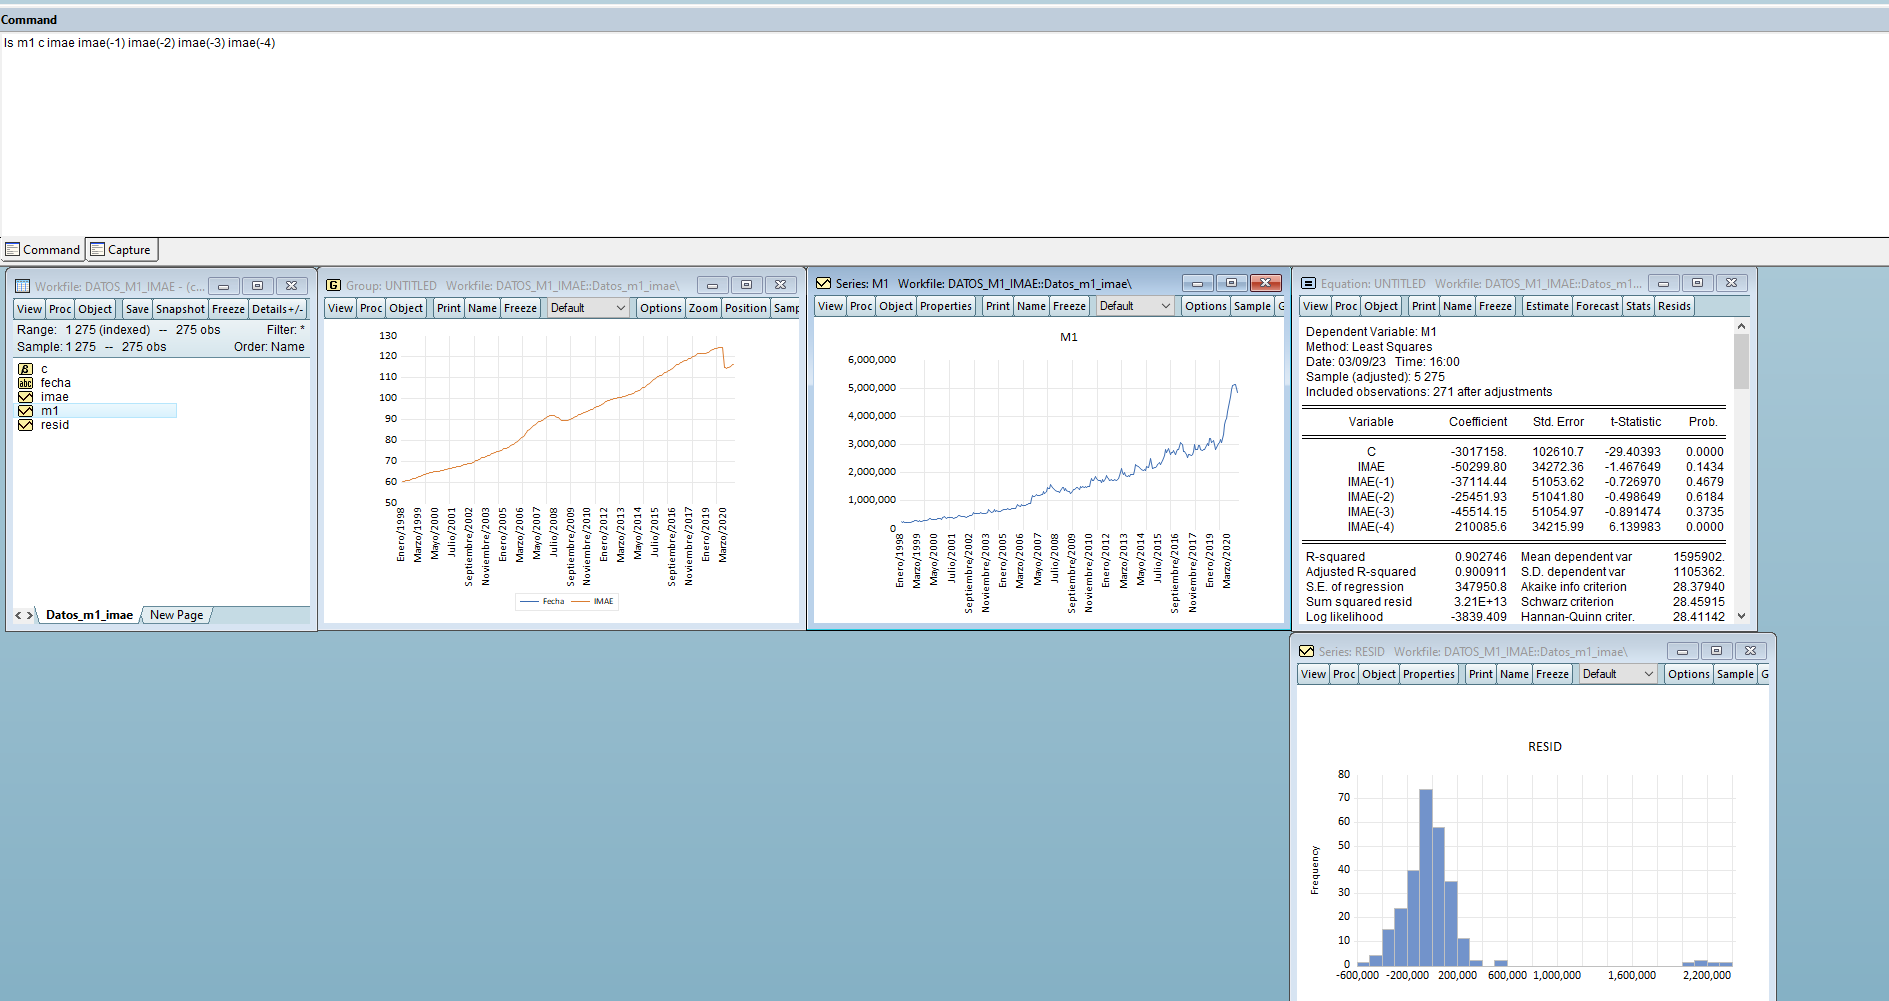 Command
ls m1 c imae imae(-1) imae(-2) imae(-3) imae(-4)
Command Capture
Workfile: DATOS_M1_IMAE - (c...
View Proc Object Save Snapshot Freeze Details+/-
Range: 1 275 (indexed) -- 275 obs Filter: *
Sample: 1 275 -- 275 obs Order: Name
c
fecha
imae
m1
resid
Datos_m1_imae New Page
Group: UNTITLED Workfile: DATOS_M1_IMAE::Datos_m1_imae\
View Proc Object Print Name Freeze Default Options Zoom Position Samp
130
120
110
100
90
80
70
60
50
Enero/1998
Marzo/1999
Mayo/2000
Julio/2001
Septiembre/2002
Noviembre/2003
Enero/2005
Marzo/2006
Mayo/2007
Julio/2008
Septiembre/2009
Noviembre/2010
Enero/2012
Marzo/2013
Mayo/2014
Julio/2015
Septiembre/2016
Noviembre/2017
Enero/2019
Marzo/2020
Fecha IMAE
Series: M1 Workfile: DATOS_M1_IMAE::Datos_m1_imae\
View Proc Object Properties Print Name Freeze Default Options Sample G
M1
6,000,000
5,000,000
4,000,000
3,000,000
2,000,000
1,000,000
0
Enero/1998
Marzo/1999
Mayo/2000
Julio/2001
Septiembre/2002
Noviembre/2003
Enero/2005
Marzo/2006
Mayo/2007
Julio/2008
Septiembre/2009
Noviembre/2010
Enero/2012
Marzo/2013
Mayo/2014
Julio/2015
Septiembre/2016
Noviembre/2017
Enero/2019
Marzo/2020
Equation: UNTITLED Workfile: DATOS_M1_IMAE::Datos_m1...
View Proc Object Print Name Freeze Estimate Forecast Stats Resids
Dependent Variable: M1
Method: Least Squares
Date: 03/09/23 Time: 16:00
Sample (adjusted): 5 275
Included observations: 271 after adjustments
Variable Coefficient Std. Error t-Statistic Prob.
C -3017158. 102610.7 -29.40393 0.0000
IMAE -50299.80 34272.36 -1.467649 0.1434
IMAE(-1) -37114.44 51053.62 -0.726970 0.4679
IMAE(-2) -25451.93 51041.80 -0.498649 0.6184
IMAE(-3) -45514.15 51054.97 -0.891474 0.3735
IMAE(-4) 210085.6 34215.99 6.139983 0.0000
R-squared 0.902746 Mean dependent var 1595902.
Adjusted R-squared 0.900911 S.D. dependent var 1105362.
S.E. of regression 347950.8 Akaike info criterion 28.37940
Sum squared resid 3.21E+13 Schwarz criterion 28.45915
Log likelihood -3839.409 Hannan-Quinn criter. 28.41142
Series: RESID Workfile: DATOS_M1_IMAE::Datos_m1_imae\
View Proc Object Properties Print Name Freeze Default Options Sample G
RESID
Frequency
80
70
60
50
40
30
20
10
0
-600,000 -200,000 200,000 600,000 1,000,000 1,600,000 2,200,000